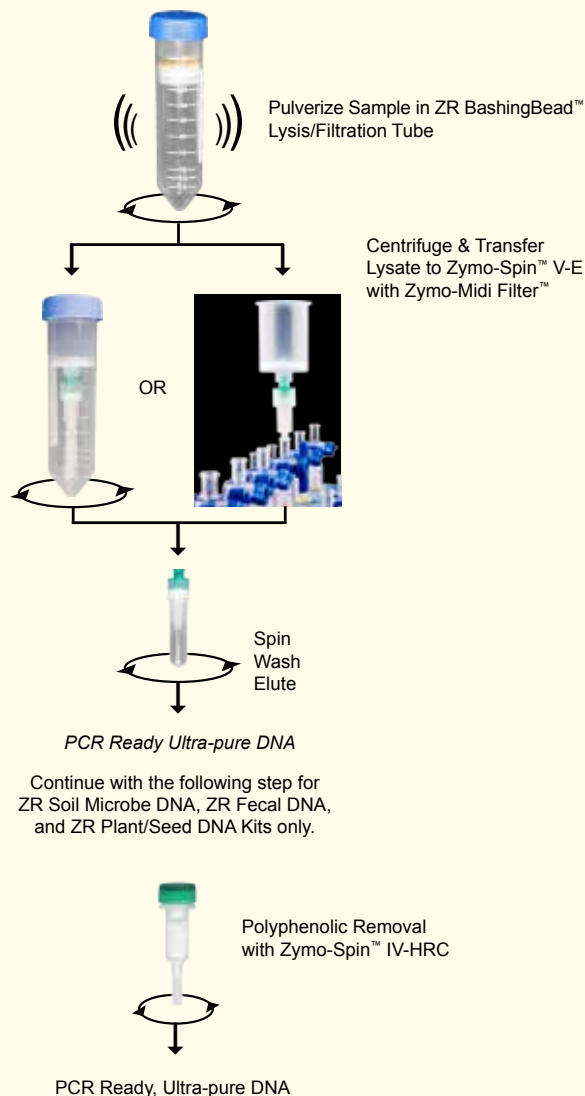 Pulverize Sample in ZR BashingBead™
Lysis/Filtration Tube
Centrifuge & Transfer
Lysate to Zymo-Spin™ V-E
with Zymo-Midi Filter™
OR
Spin
Wash
Elute
PCR Ready Ultra-pure DNA
Continue with the following step for
ZR Soil Microbe DNA, ZR Fecal DNA,
and ZR Plant/Seed DNA Kits only.
Polyphenolic Removal
with Zymo-Spin™ IV-HRC
PCR Ready, Ultra-pure DNA